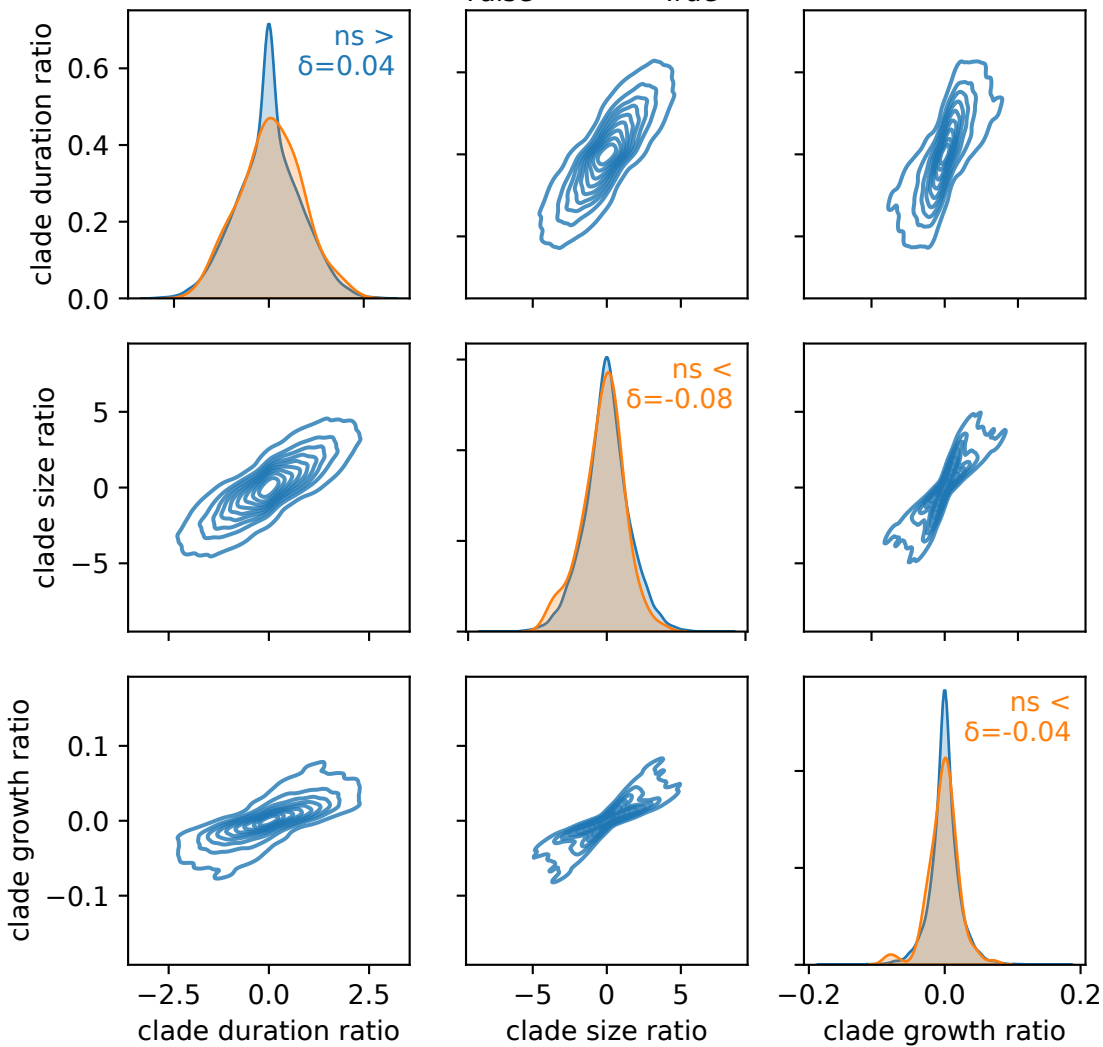 clade duration ratio
0.6
0.4
0.2
0.0
ns >
δ=0.04
clade size ratio
5
0
−5
ns <
δ=-0.08
clade growth ratio
0.1
0.0
−0.1
ns <
δ=-0.04
−2.5 0.0 2.5
−5 0 5
−0.2 0.0 0.2
clade duration ratio
clade size ratio
clade growth ratio